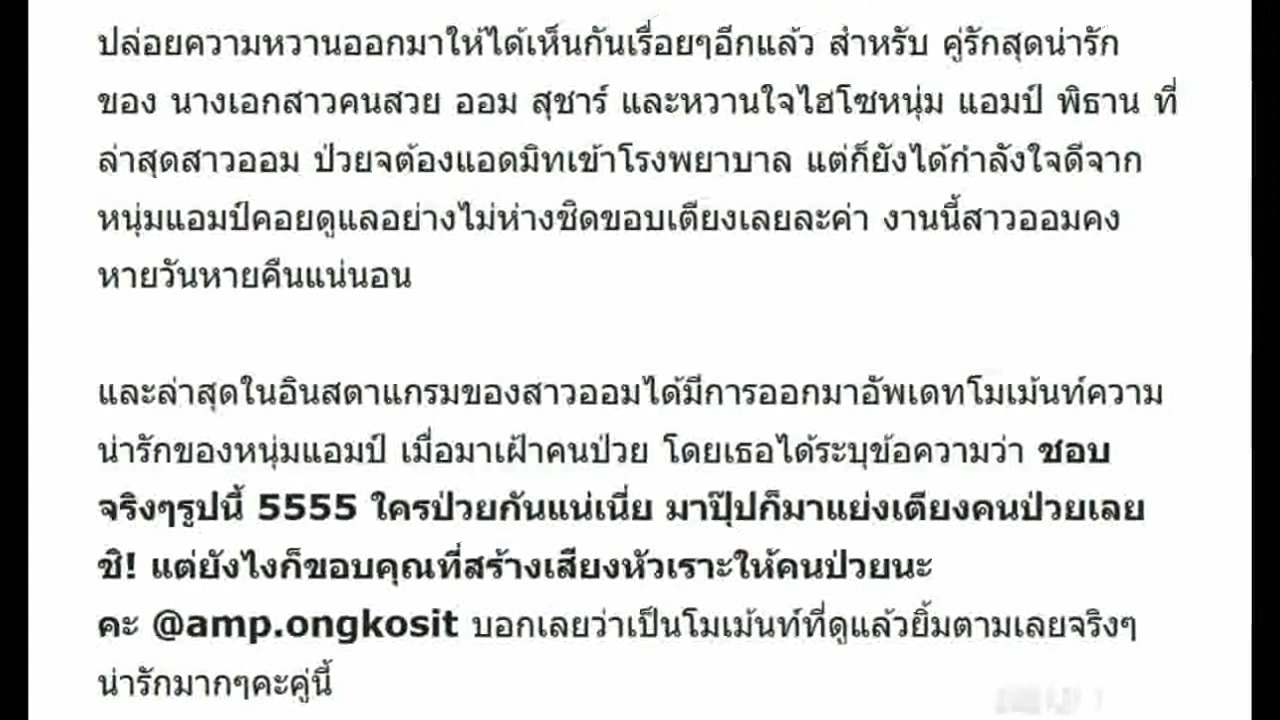 ปล่อยความหวานออกมาให้ได้เห็นกันเรื่อยๆอีกแล้ว สำหรับ คู่รักสุดน่ารัก
ของ นางเอกสาวคนสวย ออม สุชาร์ และหวานใจไฮโซหนุ่ม แอมป์ พิธาน ที่
ล่าสุดสาวออม ป่วยจต้องแอดมิทเข้าโรงพยาบาล แต่ก็ยังได้กำลังใจดีจาก
หนุ่มแอมป์คอยดูแลอย่างไม่ห่างชิดขอบเตียงเลยละค่า งานนี้สาวออมคง
หายวันหายคืนแน่นอน
และล่าสุดในอินสตาแกรมของสาวออมได้มีการออกมาอัพเดทโมเม้นท์ความ
น่ารักของหนุ่มแอมป์ เมื่อมาเฝ้าคนป่วย โดยเธอได้ระบุข้อความว่า ชอบ
จริงๆรูปนี้ 5555 ใครป่วยกันแน่เนี่ย มาปุ๊ปก็มาแย่งเตียงคนป่วยเลย
ชิ! แต่ยังไงก็ขอบคุณที่สร้างเสียงหัวเราะให้คนป่วยนะ
คะ @amp.ongkosit บอกเลยว่าเป็นโมเม้นท์ที่ดูแล้วยิ้มตามเลยจริงๆ
น่ารักมากๆคะคู่นี้